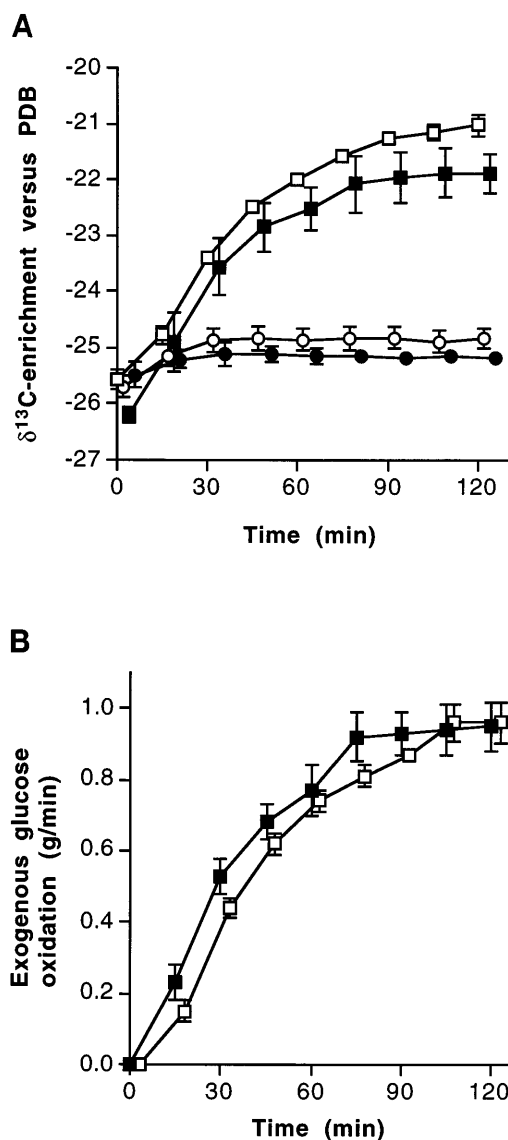 A
δ13C-enrichment versus PDB
-20
-21
-22
-23
-24
-25
-26
-27
0 30 60 90 120
Time (min)
B
Exogenous glucose
oxidation (g/min)
1.0
0.8
0.6
0.4
0.2
0.0
0 30 60 90 120
Time (min)